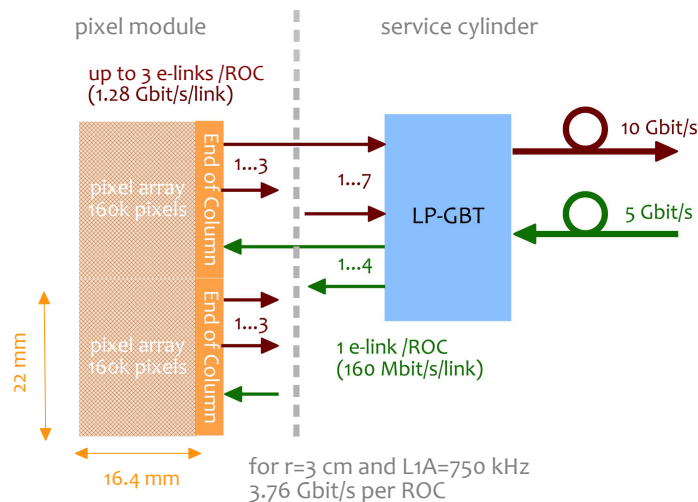 pixel module
service cylinder
up to 3 e-links /ROC
(1.28 Gbit/s/link)
pixel array
160k pixels
End of Column
1...3
1...7
LP-GBT
10 Gbit/s
5 Gbit/s
1...4
pixel array
160k pixels
End of Column
1...3
1 e-link /ROC
(160 Mbit/s/link)
22 mm
16.4 mm
for r=3 cm and L1A=750 kHz
3.76 Gbit/s per ROC